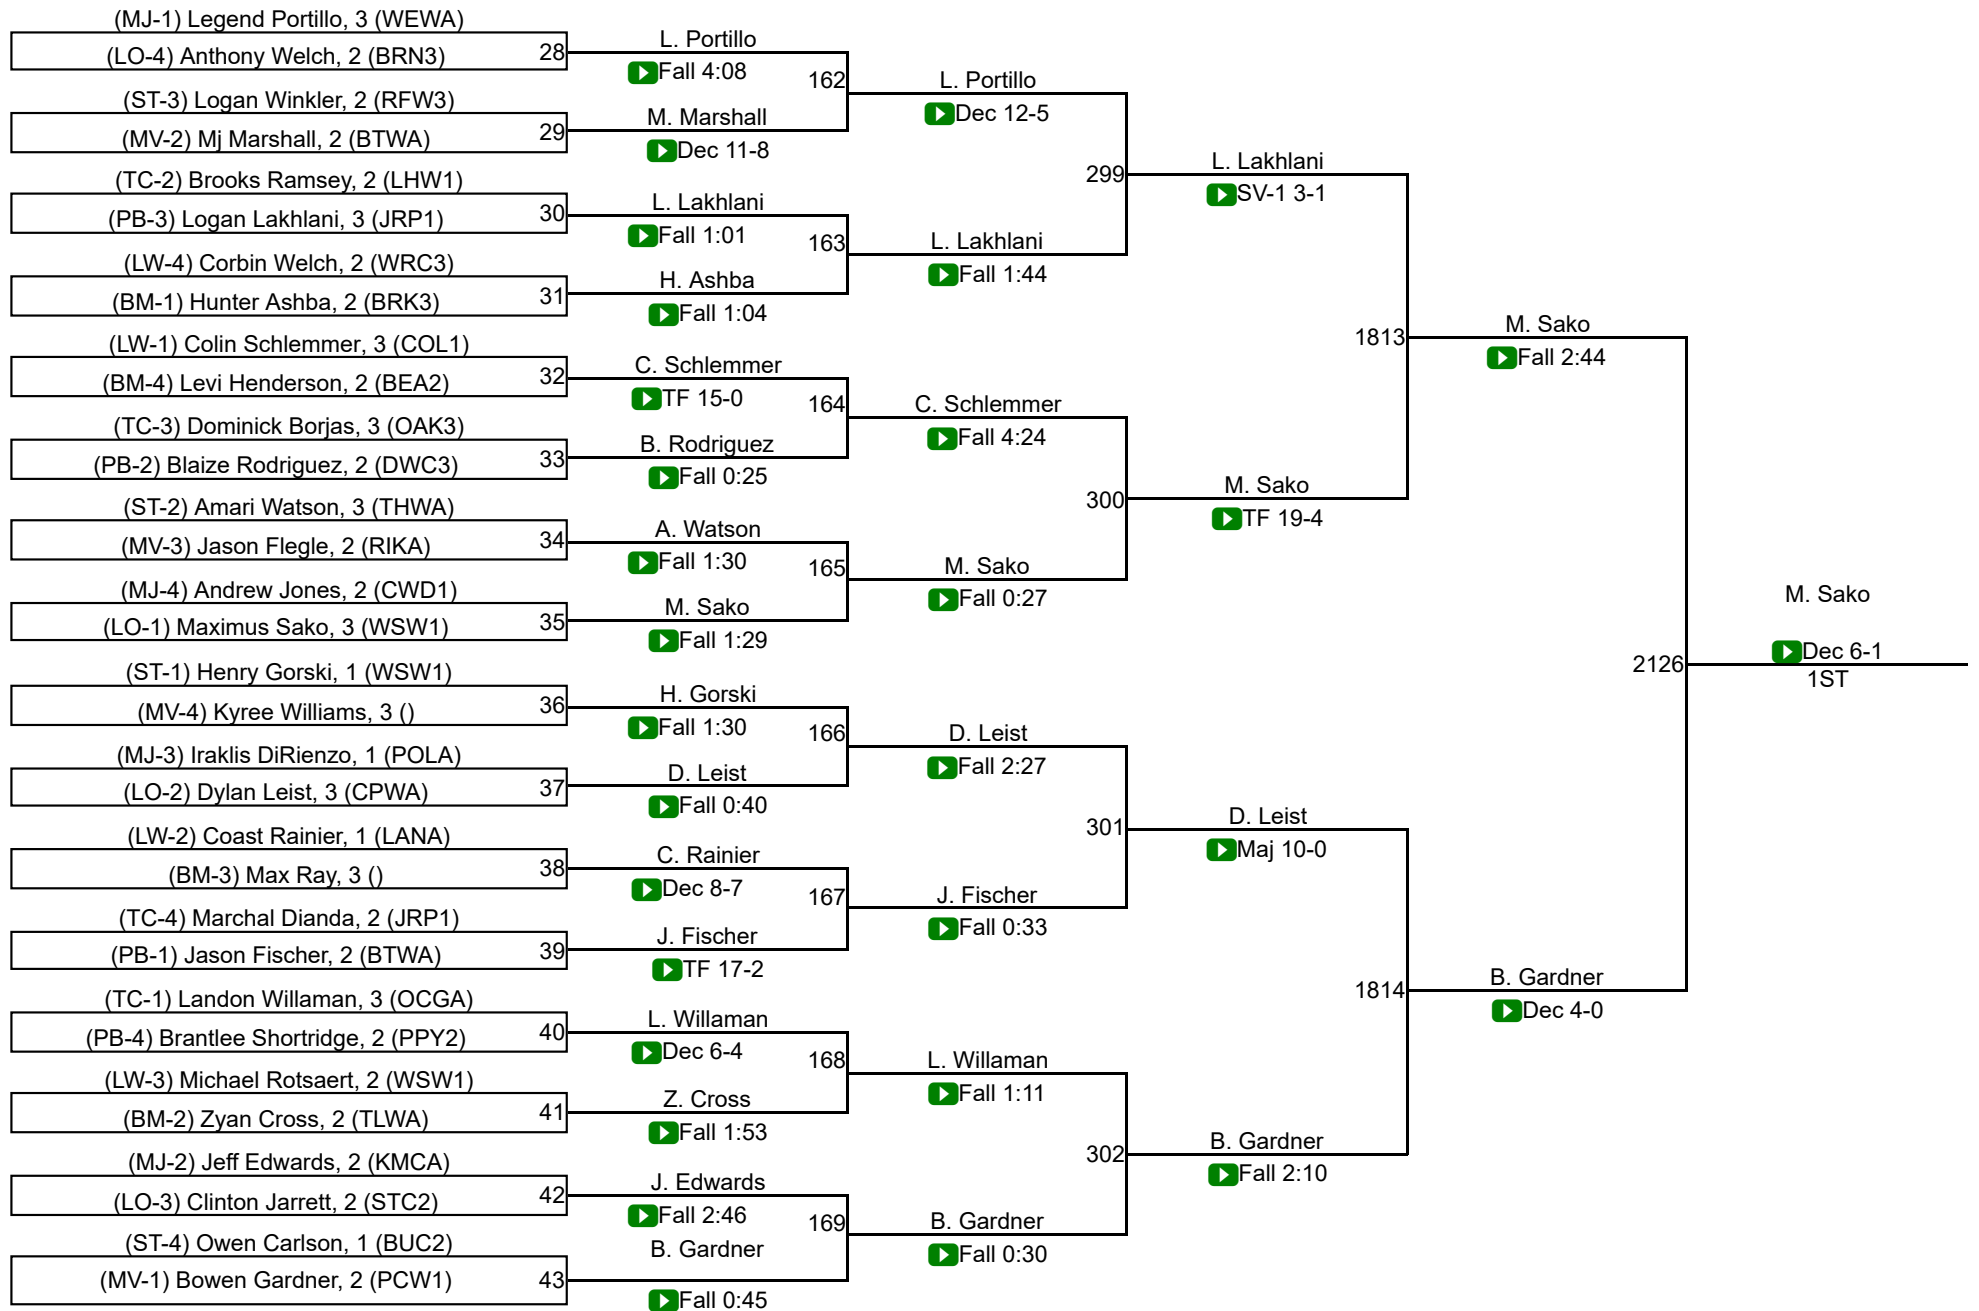 (MJ-1) Legend Portillo, 3 (WEWA)
(LO-4) Anthony Welch, 2 (BRN3)
28
(ST-3) Logan Winkler, 2 (RFW3)
(MV-2) Mj Marshall, 2 (BTWA)
29
(TC-2) Brooks Ramsey, 2 (LHW1)
(PB-3) Logan Lakhlani, 3 (JRP1)
30
(LW-4) Corbin Welch, 2 (WRC3)
(BM-1) Hunter Ashba, 2 (BRK3)
31
(LW-1) Colin Schlemmer, 3 (COL1)
(BM-4) Levi Henderson, 2 (BEA2)
32
(TC-3) Dominick Borjas, 3 (OAK3)
(PB-2) Blaize Rodriguez, 2 (DWC3)
33
(ST-2) Amari Watson, 3 (THWA)
(MV-3) Jason Flegle, 2 (RIKA)
34
(MJ-4) Andrew Jones, 2 (CWD1)
(LO-1) Maximus Sako, 3 (WSW1)
35
(ST-1) Henry Gorski, 1 (WSW1)
(MV-4) Kyree Williams, 3 ()
36
(MJ-3) Iraklis DiRienzo, 1 (POLA)
(LO-2) Dylan Leist, 3 (CPWA)
37
(LW-2) Coast Rainier, 1 (LANA)
(BM-3) Max Ray, 3 ()
38
(TC-4) Marchal Dianda, 2 (JRP1)
(PB-1) Jason Fischer, 2 (BTWA)
39
(TC-1) Landon Willaman, 3 (OCGA)
(PB-4) Brantlee Shortridge, 2 (PPY2)
40
(LW-3) Michael Rotsaert, 2 (WSW1)
(BM-2) Zyan Cross, 2 (TLWA)
41
(MJ-2) Jeff Edwards, 2 (KMCA)
(LO-3) Clinton Jarrett, 2 (STC2)
42
(ST-4) Owen Carlson, 1 (BUC2)
(MV-1) Bowen Gardner, 2 (PCW1)
43
L. Portillo
Fall 4:08
162
M. Marshall
Dec 11-8
L. Lakhlani
Fall 1:01
163
H. Ashba
Fall 1:04
C. Schlemmer
TF 15-0
164
B. Rodriguez
Fall 0:25
A. Watson
Fall 1:30
165
M. Sako
Fall 1:29
H. Gorski
Fall 1:30
166
D. Leist
Fall 0:40
C. Rainier
Dec 8-7
167
J. Fischer
TF 17-2
L. Willaman
Dec 6-4
168
Z. Cross
Fall 1:53
J. Edwards
Fall 2:46
169
B. Gardner
Fall 0:45
L. Portillo
Dec 12-5
299
L. Lakhlani
Fall 1:44
C. Schlemmer
Fall 4:24
300
M. Sako
Fall 0:27
D. Leist
Fall 2:27
301
J. Fischer
Fall 0:33
L. Willaman
Fall 1:11
302
B. Gardner
Fall 0:30
L. Lakhlani
SV-1 3-1
1813
M. Sako
TF 19-4
D. Leist
Maj 10-0
1814
B. Gardner
Fall 2:10
M. Sako
Fall 2:44
2126
B. Gardner
Dec 4-0
M. Sako
Dec 6-1
1ST